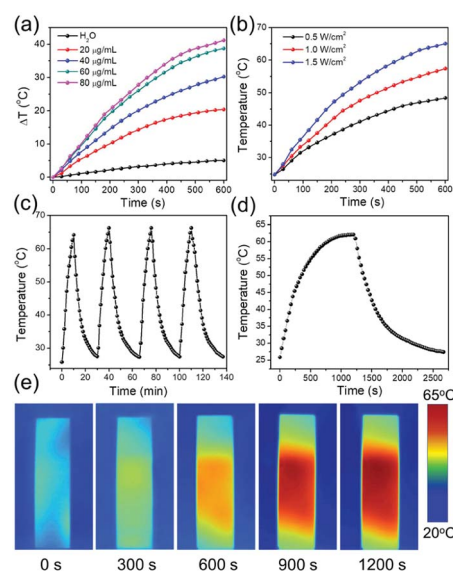 (a)
H₂O
20 μg/mL
40 μg/mL
60 μg/mL
80 μg/mL
ΔT (°C)
40
30
20
10
0
0 100 200 300 400 500 600
Time (s)
(b)
0.5 W/cm²
1.0 W/cm²
1.5 W/cm²
Temperature (°C)
70
60
50
40
30
0 100 200 300 400 500 600
Time (s)
(c)
Temperature (°C)
70
60
50
40
30
0 20 40 60 80 100 120 140
Time (min)
(d)
Temperature (°C)
65
60
55
50
45
40
35
30
25
0 500 1000 1500 2000 2500
Time (s)
(e)
65°C
20°C
0 s 300 s 600 s 900 s 1200 s